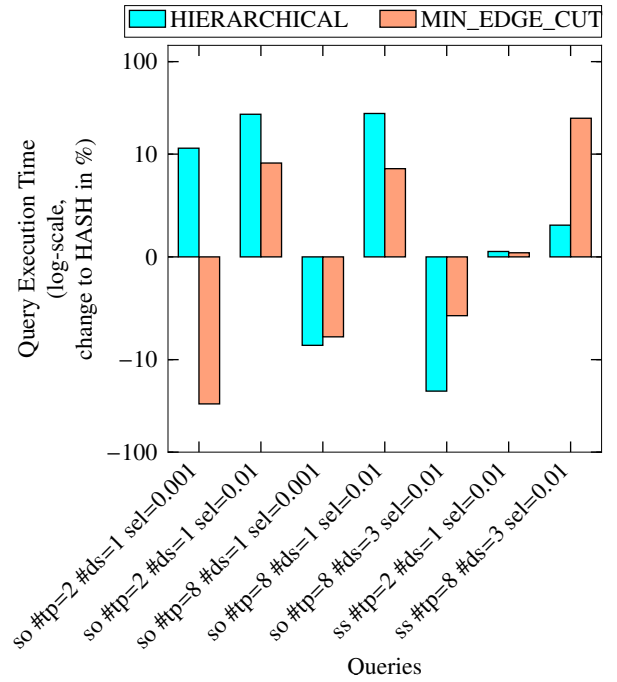 HIERARCHICAL MIN_EDGE_CUT
Query Execution Time
(log-scale,
change to HASH in %)
100
10
0
−10
−100
so #tp=2 #ds=1 sel=0.001
so #tp=2 #ds=1 sel=0.01
so #tp=8 #ds=1 sel=0.001
so #tp=8 #ds=1 sel=0.01
so #tp=8 #ds=3 sel=0.01
ss #tp=2 #ds=1 sel=0.01
ss #tp=8 #ds=3 sel=0.01
Queries